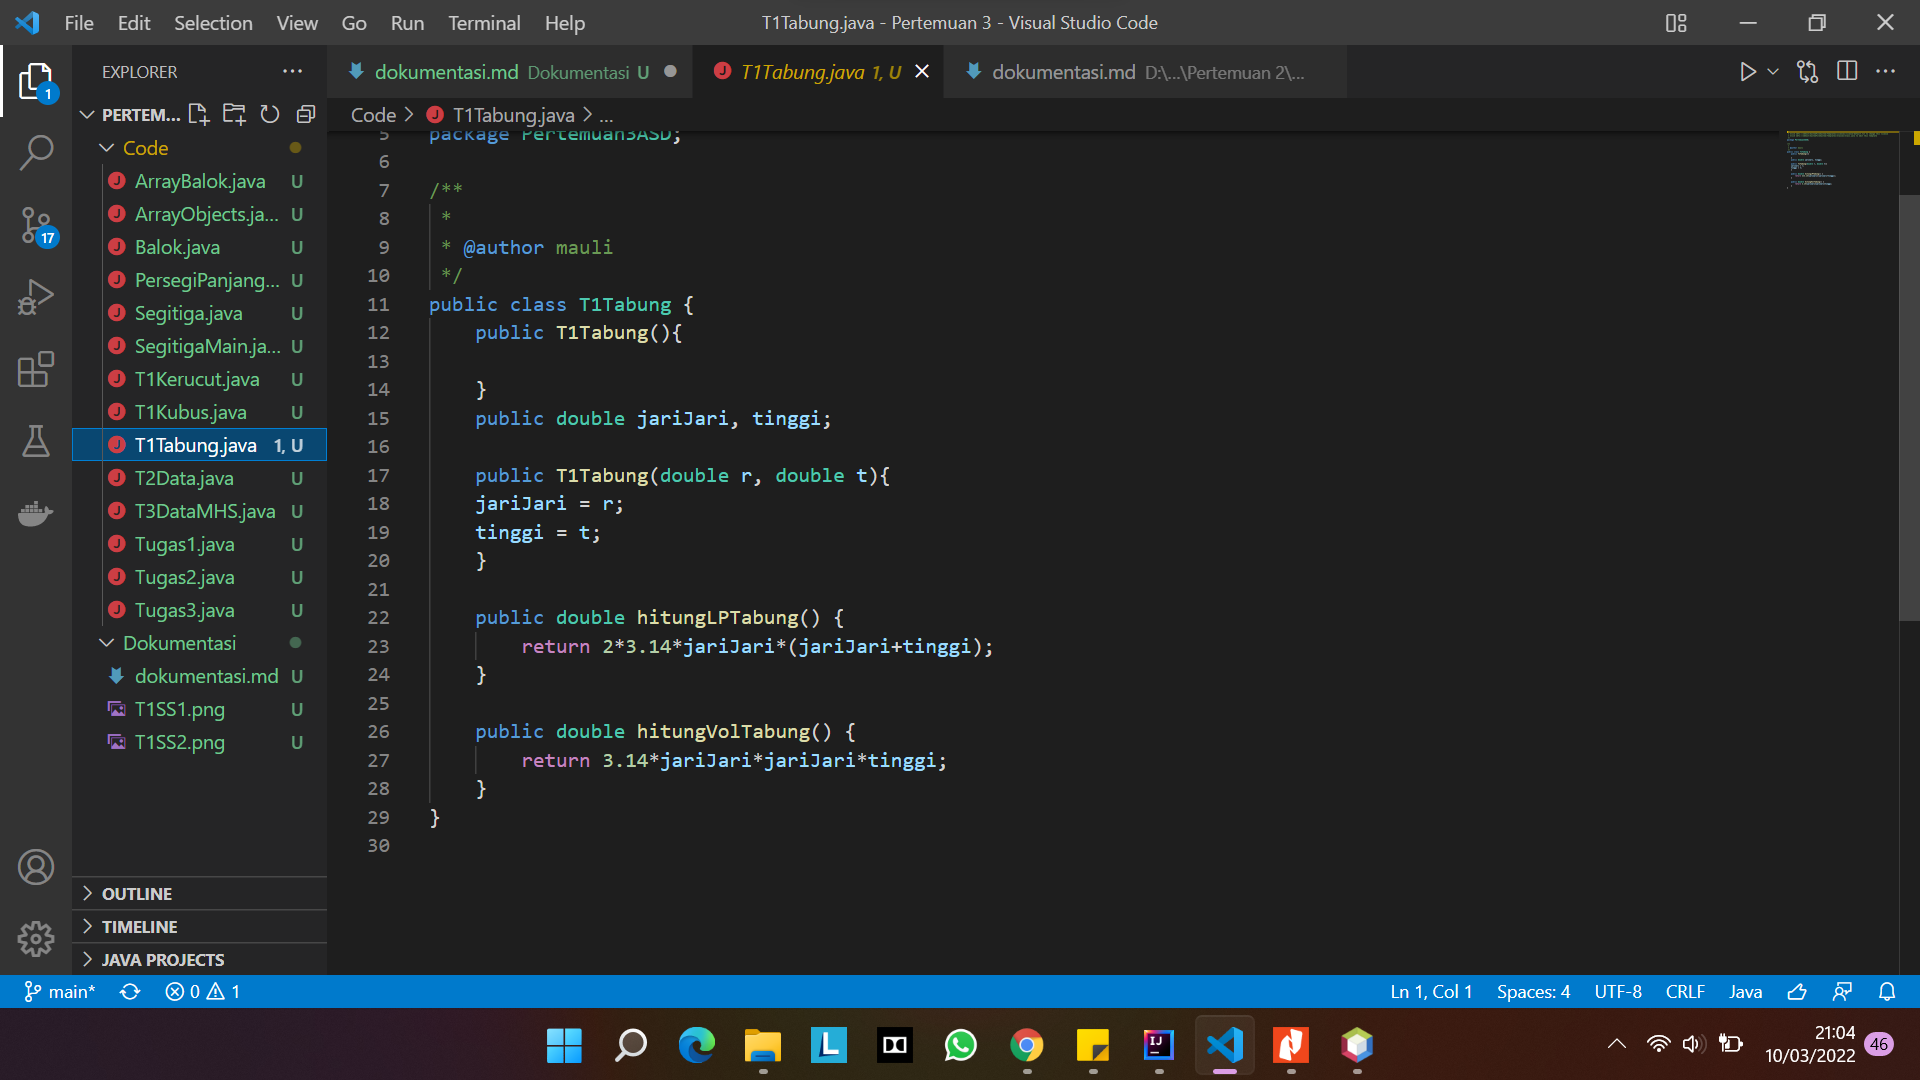 File Edit Selection View Go Run Terminal Help
T1Tabung.java - Pertemuan 3 - Visual Studio Code
EXPLORER
dokumentasi.md Dokumentasi U
T1Tabung.java 1, U
dokumentasi.md D:\...\Pertemuan 2\...
PERTEM...
Code > T1Tabung.java > ...
Code
ArrayBalok.java U
ArrayObjects.ja... U
Balok.java U
PersegiPanjang... U
Segitiga.java U
SegitigaMain.ja... U
T1Kerucut.java U
T1Kubus.java U
T1Tabung.java 1, U
T2Data.java U
T3DataMHS.java U
Tugas1.java U
Tugas2.java U
Tugas3.java U
Dokumentasi
dokumentasi.md U
T1SS1.png U
T1SS2.png U
OUTLINE
TIMELINE
JAVA PROJECTS
1
17
5 package Pertemuan3ASD;
6
7 /**
8  *
9  * @author mauli
10  */
11 public class T1Tabung {
12     public T1Tabung(){
13
14     }
15     public double jariJari, tinggi;
16
17     public T1Tabung(double r, double t){
18     jariJari = r;
19     tinggi = t;
20     }
21
22     public double hitungLPTabung() {
23         return 2*3.14*jariJari*(jariJari+tinggi);
24     }
25
26     public double hitungVolTabung() {
27         return 3.14*jariJari*jariJari*tinggi;
28     }
29 }
30
main* 0 1
Ln 1, Col 1 Spaces: 4 UTF-8 CRLF Java
L
IJ
21:04
10/03/2022
46